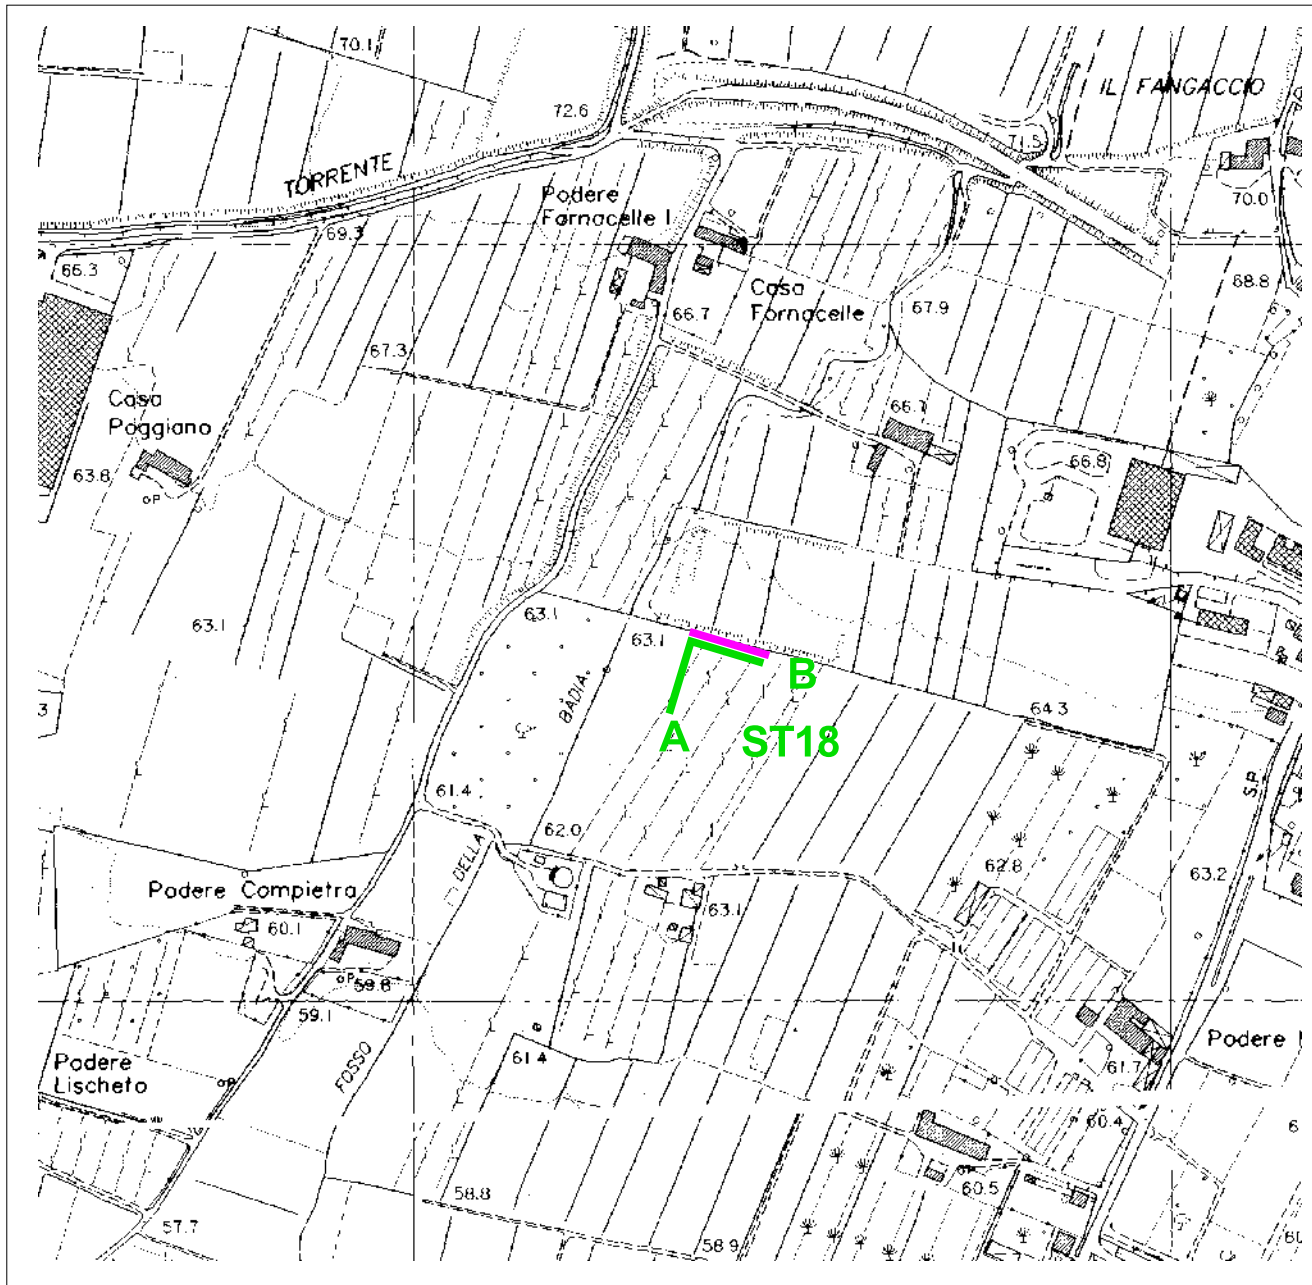 70.1
IL FANGACCIO
72.6
71.5
TORRENTE
Podere
Fornacelle I
70.0
69.3
66.3
68.8
Casa
Fornacelle
66.7
67.9
67.3
Casa
Poggiano
66.7
63.8
66.8
P
63.1
63.1
63.1
BADIA
B
A
ST18
64.3
3
61.4
S.P.
62.0
DELLA
62.8
63.2
Podere Compietra
63.1
60.1
P
59.8
59.1
61.4
FOSSO
Podere
Lischeto
P
Podere
61.7
60.4
6
60.5
58.8
57.7
58.9
60